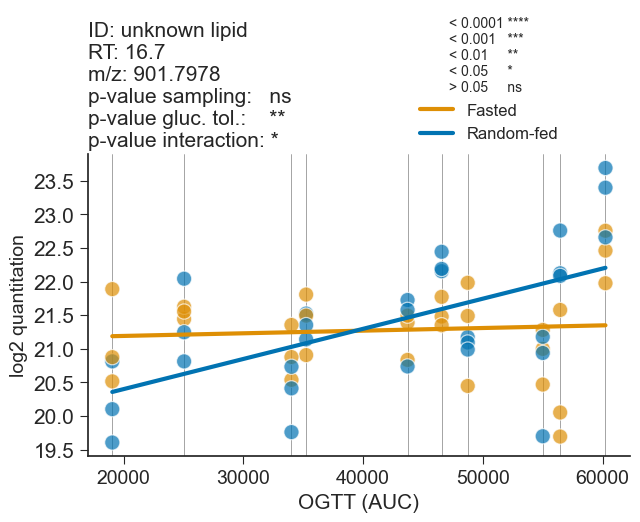 ID: unknown lipid
RT: 16.7
m/z: 901.7978
p-value sampling: ns
p-value gluc. tol.: **
p-value interaction: *
< 0.0001 ****
< 0.001 ***
< 0.01 **
< 0.05 *
> 0.05 ns
Fasted
Random-fed
log2 quantitation
23.5
23.0
22.5
22.0
21.5
21.0
20.5
20.0
19.5
20000 30000 40000 50000 60000
OGTT (AUC)